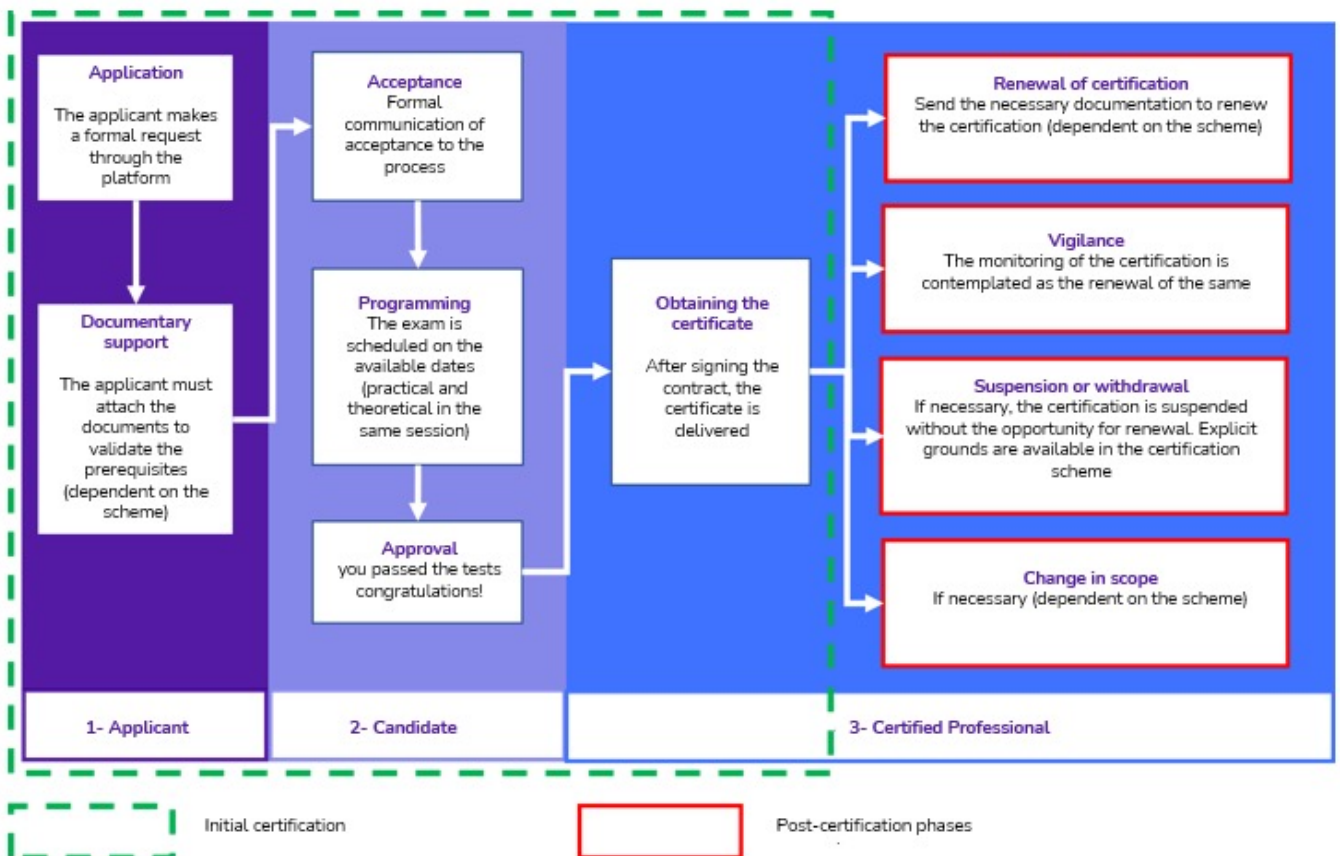 Application
The applicant makes
a formal request
through the
platform
Documentary
support
The applicant must
attach the
documents to
validate the
prerequisites
(dependent on the
scheme)
Acceptance
Formal
communication of
acceptance to the
process
Programming
The exam is
scheduled on the
available dates
(practical and
theoretical in the
same session)
Approval
you passed the tests
congratulations!
Obtaining the
certificate
After signing the
contract, the
certificate is
delivered
Renewal of certification
Send the necessary documentation to renew
the certification (dependent on the scheme)
Vigilance
The monitoring of the certification is
contemplated as the renewal of the same
Suspension or withdrawal
If necessary, the certification is suspended
without the opportunity for renewal. Explicit
grounds are available in the certification
scheme
Change in scope
If necessary (dependent on the scheme)
1- Applicant
2- Candidate
3- Certified Professional
Initial certification
Post-certification phases